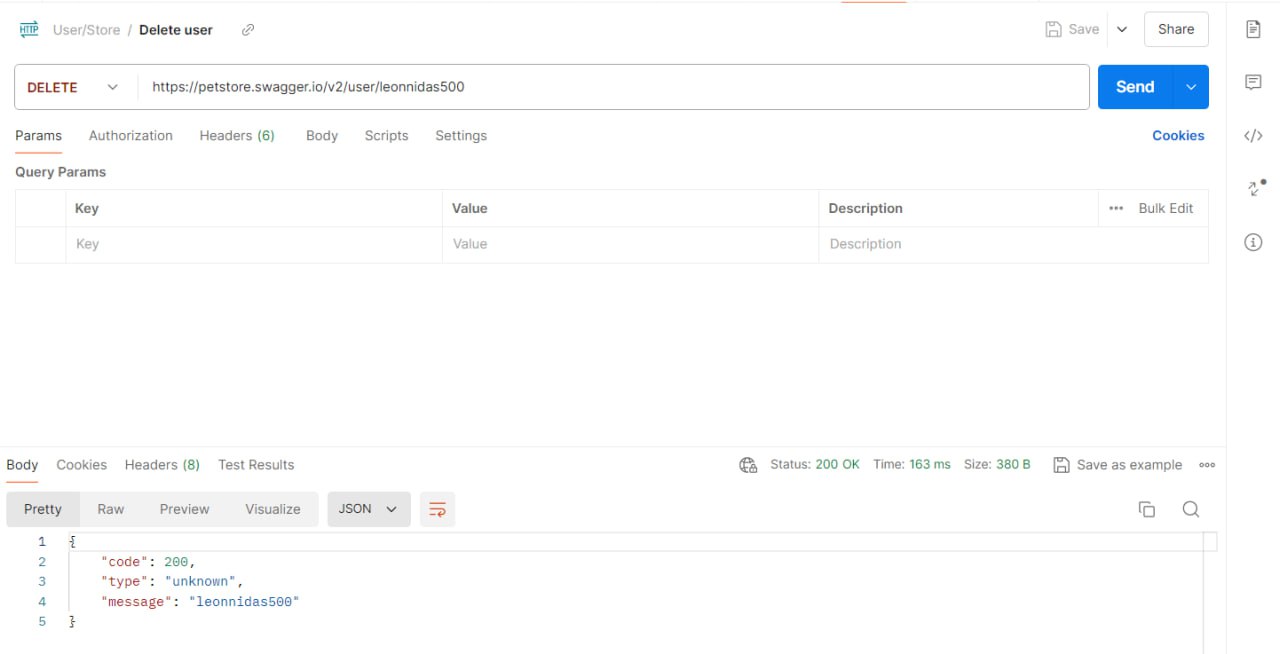 HTTP User/Store / Delete user Save Share
DELETE https://petstore.swagger.io/v2/user/leonnidas500 Send
Params Authorization Headers (6) Body Scripts Settings Cookies
Query Params
Key Value Description ••• Bulk Edit
Key Value Description
Body Cookies Headers (8) Test Results Status: 200 OK Time: 163 ms Size: 380 B Save as example
Pretty Raw Preview Visualize JSON
1 {
2 "code": 200,
3 "type": "unknown",
4 "message": "leonnidas500"
5 }